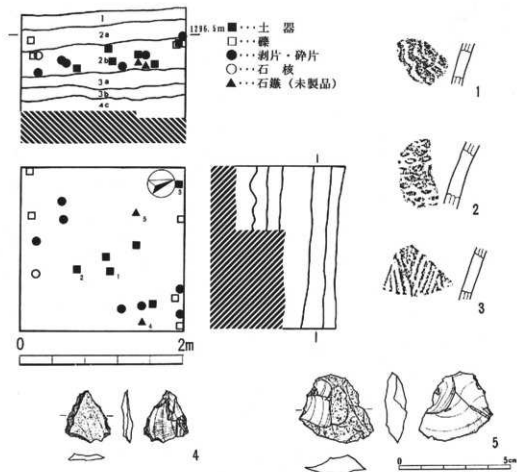 1
2a
2b
3a
3b
4c
1296.5m
■···土 器
□···礫
●···剥片・砕片
○···石 核
▲···石鏃(未製品)
1
2
3
3
5
2
1
4
0 2m
4
5
0 5cm